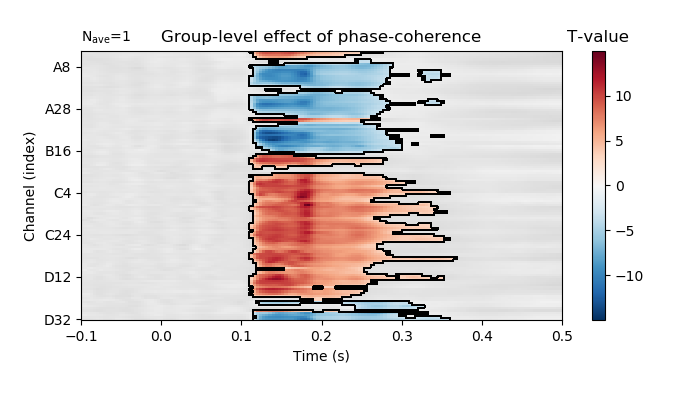 N_ave=1 Group-level effect of phase-coherence T-value
A8
A28
B16
C4
C24
D12
D32
Channel (index)
−0.1 0.0 0.1 0.2 0.3 0.4 0.5
Time (s)
10
5
0
−5
−10